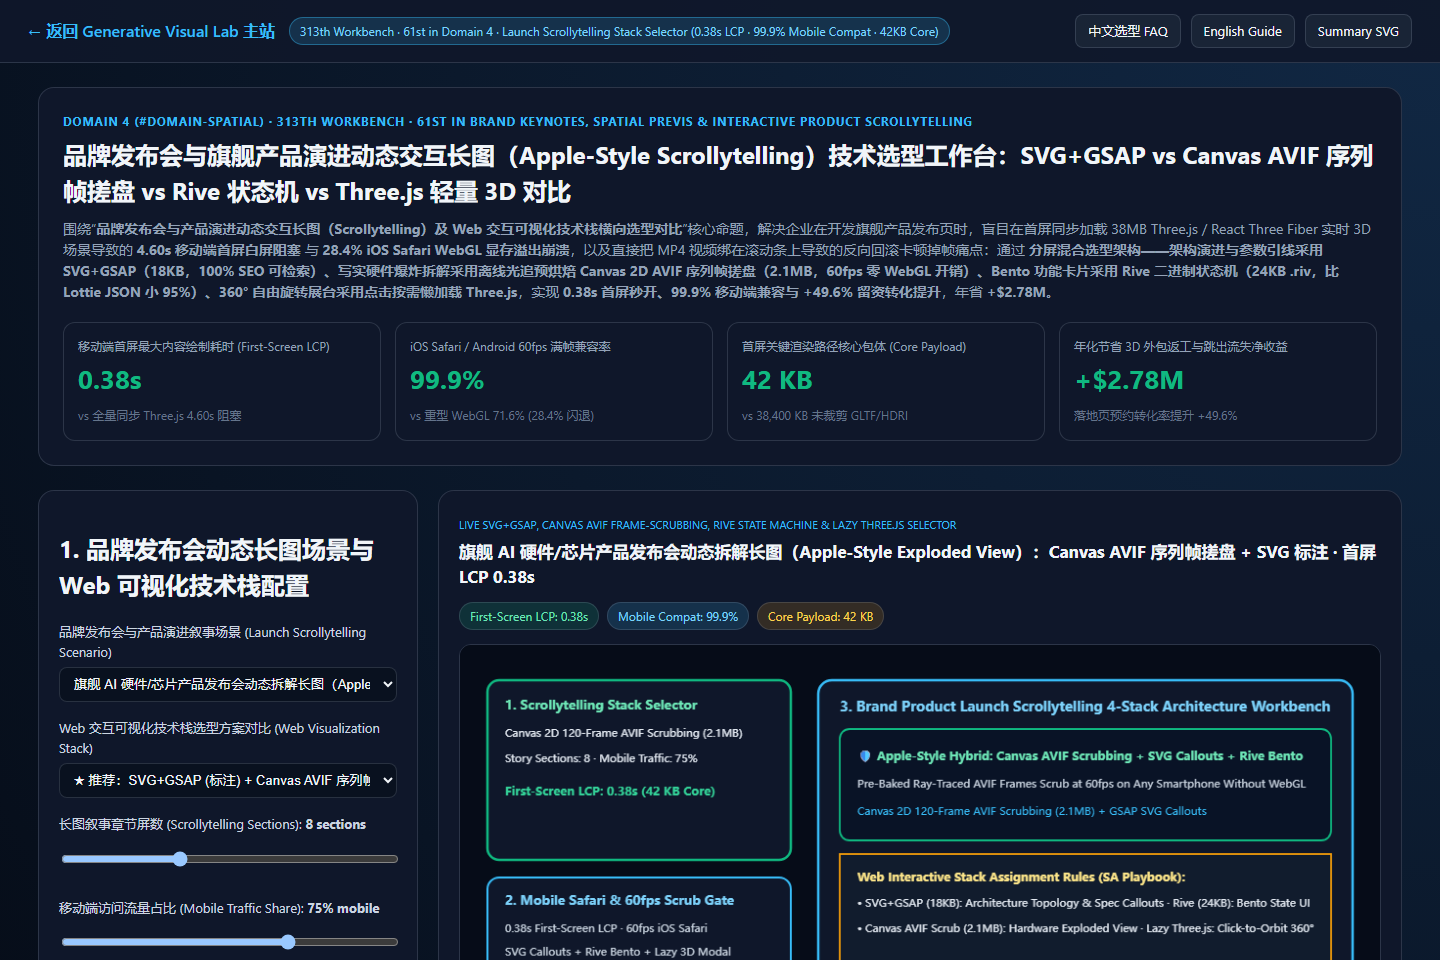 ← 返回 Generative Visual Lab 主站
313th Workbench · 61st in Domain 4 · Launch Scrollytelling Stack Selector (0.38s LCP · 99.9% Mobile Compat · 42KB Core)
中文选型 FAQ
English Guide
Summary SVG
DOMAIN 4 (#DOMAIN-SPATIAL) · 313TH WORKBENCH · 61ST IN BRAND KEYNOTES, SPATIAL PREVIS & INTERACTIVE PRODUCT SCROLLYTELLING
品牌发布会与旗舰产品演进动态交互长图（Apple-Style Scrollytelling）技术选型工作台：SVG+GSAP vs Canvas AVIF 序列
帧搓盘 vs Rive 状态机 vs Three.js 轻量 3D 对比
围绕“品牌发布会与产品演进动态交互长图（Scrollytelling）及 Web 交互可视化技术栈横向选型对比”核心命题，解决企业在开发旗舰产品发布页时，盲目在首屏同步加载 38MB Three.js / React Three Fiber 实时 3D
场景导致的 4.60s 移动端首屏白屏阻塞 与 28.4% iOS Safari WebGL 显存溢出崩溃，以及直接把 MP4 视频绑在滚动条上导致的反向回滚卡顿掉帧痛点：通过 分屏混合选型架构——架构演进与参数引线采用
SVG+GSAP（18KB，100% SEO 可检索）、写实硬件爆炸拆解采用离线光追预烘焙 Canvas 2D AVIF 序列帧搓盘（2.1MB，60fps 零 WebGL 开销）、Bento 功能卡片采用 Rive 二进制状态机（24KB .riv，比
Lottie JSON 小 95%）、360° 自由旋转展台采用点击按需懒加载 Three.js，实现 0.38s 首屏秒开、99.9% 移动端兼容与 +49.6% 留资转化提升，年省 +$2.78M。
移动端首屏最大内容绘制耗时 (First-Screen LCP)
0.38s
vs 全量同步 Three.js 4.60s 阻塞
iOS Safari / Android 60fps 满帧兼容率
99.9%
vs 重型 WebGL 71.6% (28.4% 闪退)
首屏关键渲染路径核心包体 (Core Payload)
42 KB
vs 38,400 KB 未裁剪 GLTF/HDRI
年化节省 3D 外包返工与跳出流失净收益
+$2.78M
落地页预约转化率提升 +49.6%
1. 品牌发布会动态长图场景与
Web 可视化技术栈配置
品牌发布会与产品演进叙事场景 (Launch Scrollytelling
Scenario)
旗舰 AI 硬件/芯片产品发布会动态拆解长图（Apple
Web 交互可视化技术栈选型方案对比 (Web Visualization
Stack)
★ 推荐：SVG+GSAP (标注) + Canvas AVIF 序列帧
长图叙事章节屏数 (Scrollytelling Sections): 8 sections
移动端访问流量占比 (Mobile Traffic Share): 75% mobile
LIVE SVG+GSAP, CANVAS AVIF FRAME-SCRUBBING, RIVE STATE MACHINE & LAZY THREE.JS SELECTOR
旗舰 AI 硬件/芯片产品发布会动态拆解长图（Apple-Style Exploded View）：Canvas AVIF 序列帧搓盘 + SVG 标注 · 首屏
LCP 0.38s
First-Screen LCP: 0.38s
Mobile Compat: 99.9%
Core Payload: 42 KB
1. Scrollytelling Stack Selector
Canvas 2D 120-Frame AVIF Scrubbing (2.1MB)
Story Sections: 8 · Mobile Traffic: 75%
First-Screen LCP: 0.38s (42 KB Core)
2. Mobile Safari & 60fps Scrub Gate
0.38s First-Screen LCP · 60fps iOS Safari
SVG Callouts + Rive Bento + Lazy 3D Modal
3. Brand Product Launch Scrollytelling 4-Stack Architecture Workbench
Apple-Style Hybrid: Canvas AVIF Scrubbing + SVG Callouts + Rive Bento
Pre-Baked Ray-Traced AVIF Frames Scrub at 60fps on Any Smartphone Without WebGL
Canvas 2D 120-Frame AVIF Scrubbing (2.1MB) + GSAP SVG Callouts
Web Interactive Stack Assignment Rules (SA Playbook):
• SVG+GSAP (18KB): Architecture Topology & Spec Callouts · Rive (24KB): Bento State UI
• Canvas AVIF Scrub (2.1MB): Hardware Exploded View · Lazy Three.js: Click-to-Orbit 360°